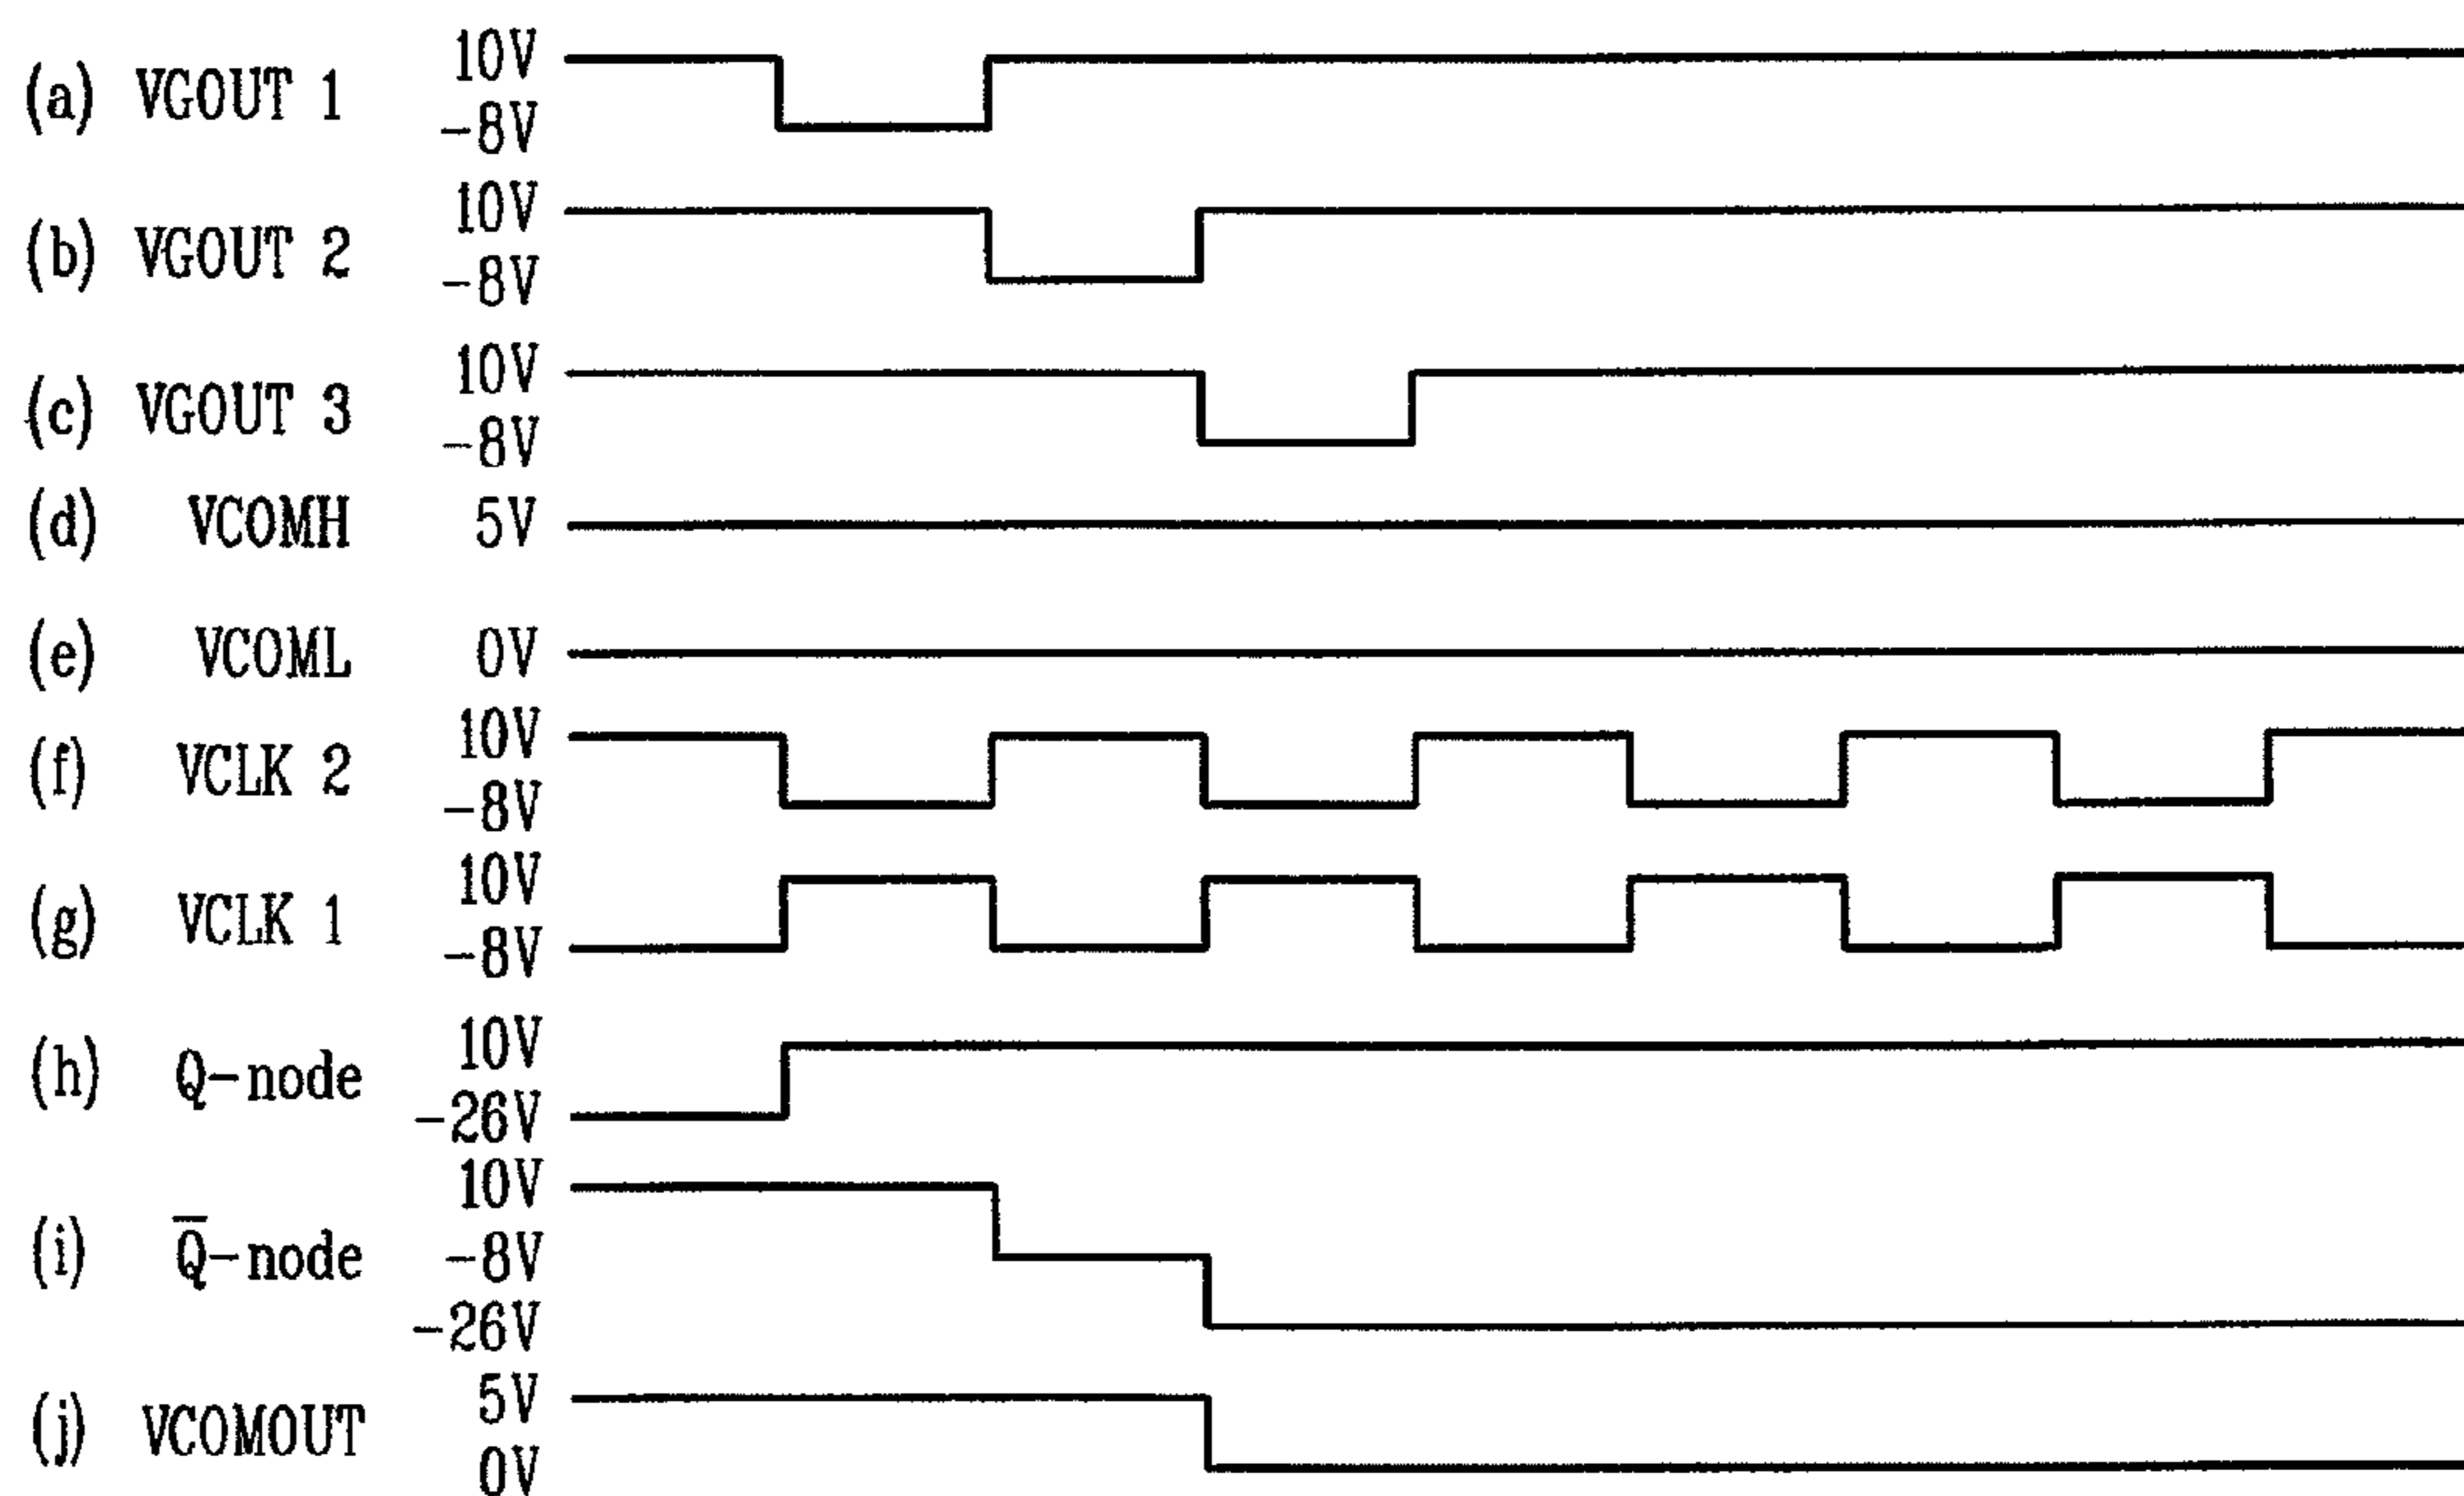 (a) VGOUT 1 10V
-8V
(b) VGOUT 2 10V
-8V
(c) VGOUT 3 10V
-8V
(d) VCOMH 5V
(e) VCOML 0V
(f) VCLK 2 10V
-8V
(g) VCLK 1 10V
-8V
(h) Q-node 10V
-26V
(i) Q̅-node 10V
-8V
-26V
(j) VCOMOUT 5V
0V